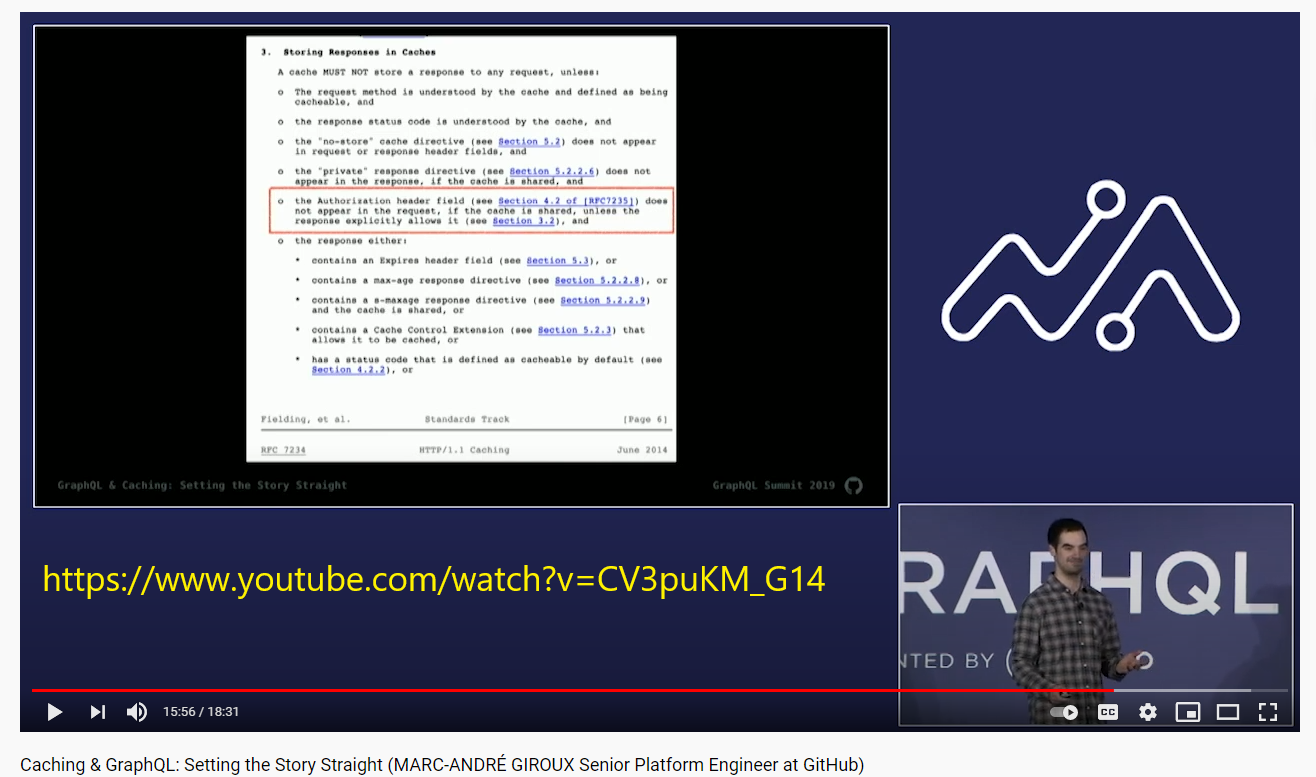 3. Storing Responses in Caches
A cache MUST NOT store a response to any request, unless:
o The request method is understood by the cache and defined as being
cacheable, and
o the response status code is understood by the cache, and
o the "no-store" cache directive (see Section 5.2) does not appear
in request or response header fields, and
o the "private" response directive (see Section 5.2.2.6) does not
appear in the response, if the cache is shared, and
o the Authorization header field (see Section 4.2 of [RFC7235]) does
not appear in the request, if the cache is shared, unless the
response explicitly allows it (see Section 3.2), and
o the response either:
* contains an Expires header field (see Section 5.3), or
* contains a max-age response directive (see Section 5.2.2.8), or
* contains a s-maxage response directive (see Section 5.2.2.9)
and the cache is shared, or
* contains a Cache Control Extension (see Section 5.2.3) that
allows it to be cached, or
* has a status code that is defined as cacheable by default (see
Section 4.2.2), or
Fielding, et al. Standards Track [Page 6]
RFC 7234 HTTP/1.1 Caching June 2014
GraphQL & Caching: Setting the Story Straight GraphQL Summit 2019
https://www.youtube.com/watch?v=CV3puKM_G14
RAPHQL
NTED BY
15:56 / 18:31
CC
Caching & GraphQL: Setting the Story Straight (MARC-ANDRÉ GIROUX Senior Platform Engineer at GitHub)